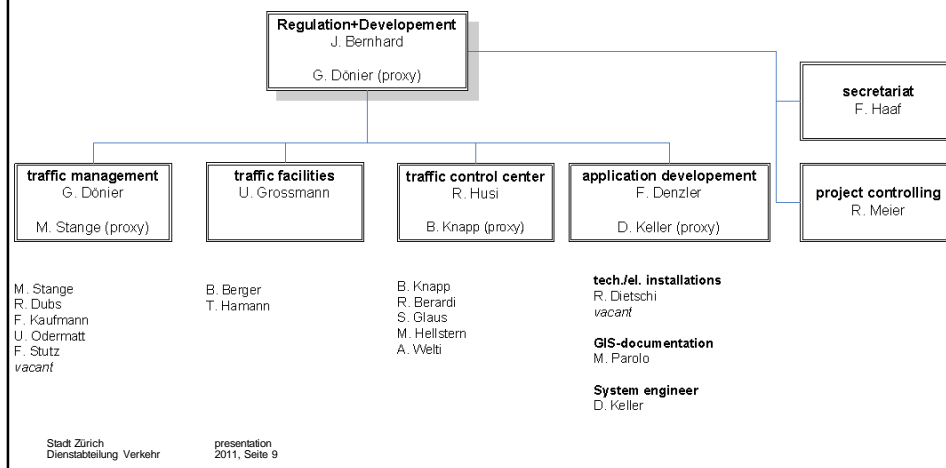 Regulation+Developement
J. Bernhard
G. Dönier (proxy)
secretariat
F. Haaf
project controlling
R. Meier
traffic management
G. Dönier
M. Stange (proxy)
traffic facilities
U. Grossmann
traffic control center
R. Husi
B. Knapp (proxy)
application developement
F. Denzler
D. Keller (proxy)
M. Stange
R. Dubs
F. Kaufmann
U. Odermatt
F. Stutz
vacant
B. Berger
T. Hamann
B. Knapp
R. Berardi
S. Glaus
M. Hellstern
A. Welti
tech./el. installations
R. Dietschi
vacant
GIS-documentation
M. Parolo
System engineer
D. Keller
Stadt Zürich
Dienstabteilung Verkehr
presentation
2011, Seite 9